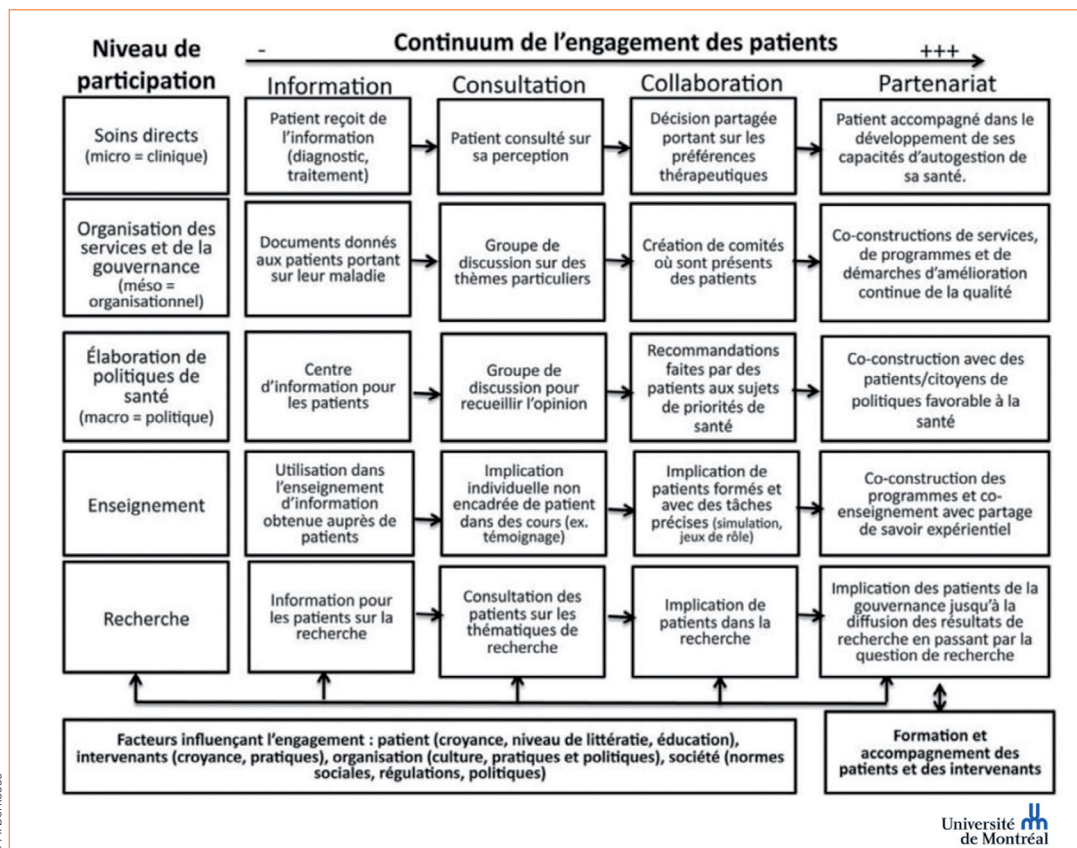 Continuum de l'engagement des patients
-
+++
Niveau de
participation
Information
Consultation
Collaboration
Partenariat
Soins directs
(micro = clinique)
Patient reçoit de
l'information
(diagnostic,
traitement)
Patient consulté sur
sa perception
Décision partagée
portant sur les
préférences
thérapeutiques
Patient accompagné dans le
développement de ses
capacités d'autogestion de
sa santé.
Organisation des
services et de la
gouvernance
(méso =
organisationnel)
Documents donnés
aux patients portant
sur leur maladie
Groupe de
discussion sur des
thèmes particuliers
Création de comités
où sont présents
des patients
Co-constructions de services,
de programmes et de
démarches d'amélioration
continue de la qualité
Élaboration de
politiques de
santé
(macro = politique)
Centre
d'information pour
les patients
Groupe de
discussion pour
recueillir l'opinion
Recommandations
faites par des
patients aux sujets
de priorités de
santé
Co-construction avec des
patients/citoyens de
politiques favorable à la
santé
Enseignement
Utilisation dans
l'enseignement
d'information
obtenue auprès de
patients
Implication
individuelle non
encadrée de patient
dans des cours (ex.
témoignage)
Implication de
patients formés et
avec des tâches
précises (simulation,
jeux de rôle)
Co-construction des
programmes et co-
enseignement avec partage
de savoir expérientiel
Recherche
Information pour
les patients sur la
recherche
Consultation des
patients sur les
thématiques de
recherche
Implication de
patients dans la
recherche
Implication des patients de la
gouvernance jusqu'à la
diffusion des résultats de
recherche en passant par la
question de recherche
Facteurs influençant l'engagement : patient (croyance, niveau de littératie, éducation),
intervenants (croyance, pratiques), organisation (culture, pratiques et politiques), société (normes
sociales, régulations, politiques)
Formation et
accompagnement des
patients et des intervenants
Université
de Montréal